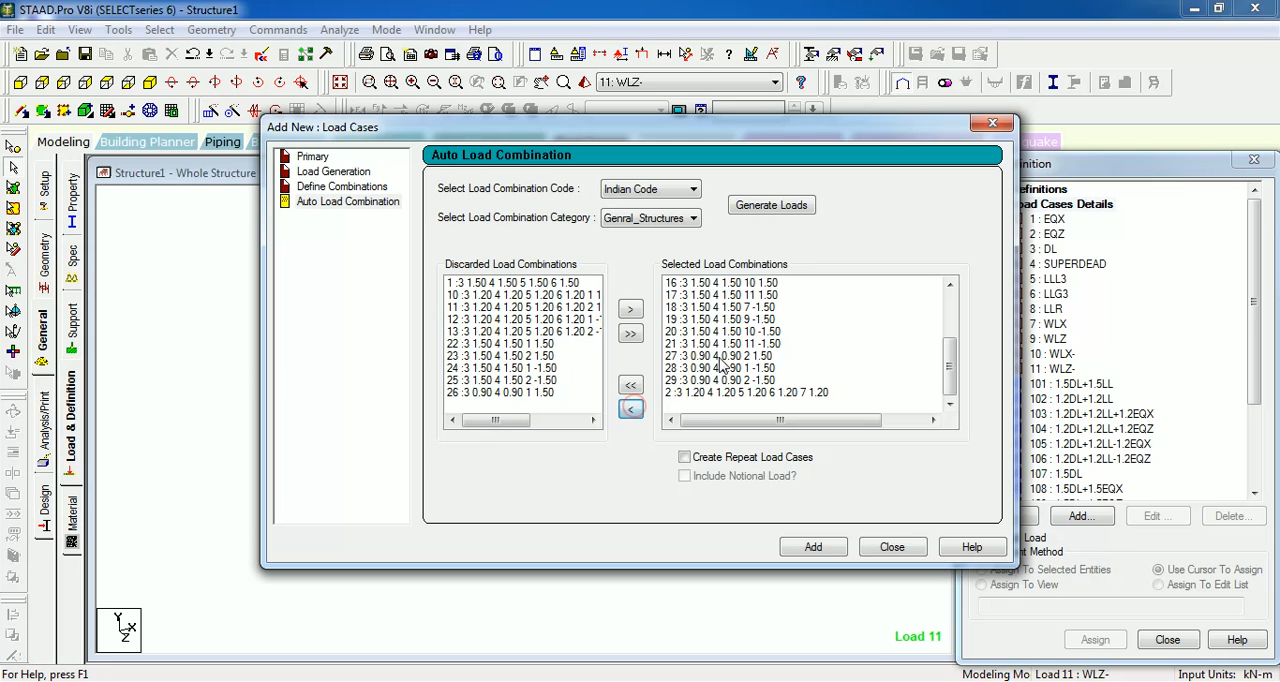 STAAD.Pro V8i (SELECTseries 6) - Structure1
File Edit View Tools Select Geometry Commands Analyze Mode Window Help
11: WLZ-
Modeling Building Planner Piping
Structure1 - Whole Structure
Add New : Load Cases
Primary
Load Generation
Define Combinations
Auto Load Combination
Auto Load Combination
Select Load Combination Code : Indian Code
Generate Loads
Select Load Combination Category : Genral_Structures
Discarded Load Combinations
1 :3 1.50 4 1.50 5 1.50 6 1.50
10 :3 1.20 4 1.20 5 1.20 6 1.20 1 1
11 :3 1.20 4 1.20 5 1.20 6 1.20 2 1
12 :3 1.20 4 1.20 5 1.20 6 1.20 1 -1
13 :3 1.20 4 1.20 5 1.20 6 1.20 2 -
22 :3 1.50 4 1.50 1 1.50
23 :3 1.50 4 1.50 2 1.50
24 :3 1.50 4 1.50 1 -1.50
25 :3 1.50 4 1.50 2 -1.50
26 :3 0.90 4 0.90 1 1.50
>
>>
<<
<
Selected Load Combinations
16 :3 1.50 4 1.50 10 1.50
17 :3 1.50 4 1.50 11 1.50
18 :3 1.50 4 1.50 7 -1.50
19 :3 1.50 4 1.50 9 -1.50
20 :3 1.50 4 1.50 10 -1.50
21 :3 1.50 4 1.50 11 -1.50
27 :3 0.90 4 0.90 2 1.50
28 :3 0.90 4 0.90 1 -1.50
29 :3 0.90 4 0.90 2 -1.50
2 :3 1.20 4 1.20 5 1.20 6 1.20 7 1.20
Create Repeat Load Cases
Include Notional Load?
Add Close Help
Setup
Geometry
General
Analysis/Print
Design
Property
Spec
Load & Definition
Material
1 : EQX
2 : EQZ
3 : DL
4 : SUPERDEAD
5 : LLL3
6 : LLG3
8 : LLR
7 : WLX
9 : WLZ
10 : WLX-
11 : WLZ-
101 : 1.5DL+1.5LL
102 : 1.2DL+1.2LL
103 : 1.2DL+1.2LL+1.2EQX
104 : 1.2DL+1.2LL+1.2EQZ
105 : 1.2DL+1.2LL-1.2EQX
106 : 1.2DL+1.2LL-1.2EQZ
107 : 1.5DL
108 : 1.5DL+1.5EQX
Add... Edit ... Delete...
Load
Method
Assign To Selected Entities
Use Cursor To Assign
Assign To View
Assign To Edit List
Assign Close Help
Y
X
Z
Load 11
For Help, press F1
Modeling Mo Load 11 : WLZ- Input Units: kN-m